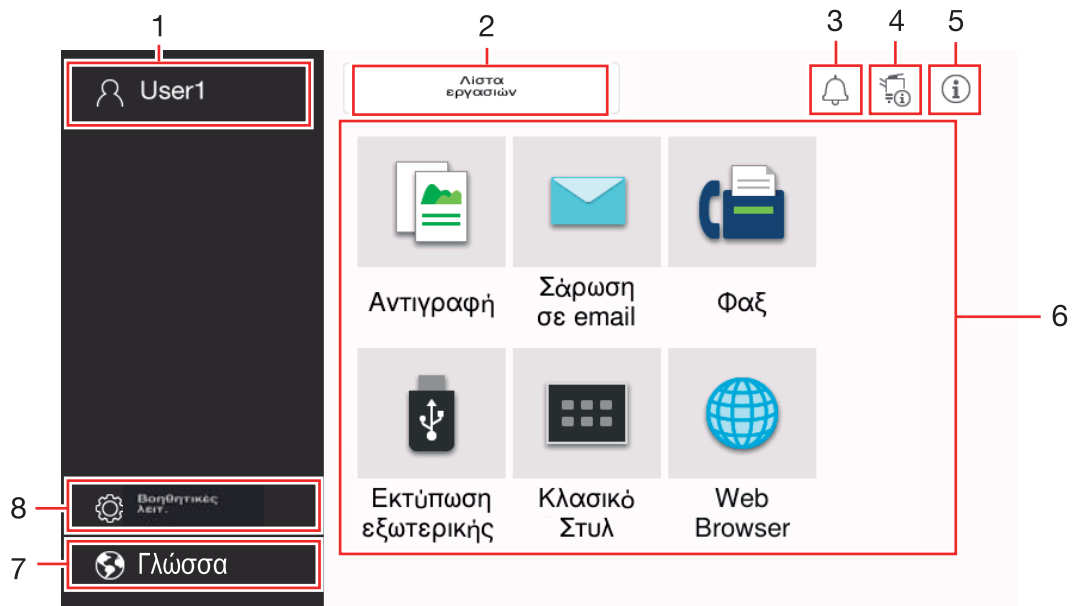 1
2
3
4
5
User1
Λίστα
εργασιών
Αντιγραφή
Σάρωση
σε email
Φαξ
6
Εκτύπωση
εξωτερικής
Κλασικό
Στυλ
Web
Browser
8
Βοηθητικές
λειτ.
7
Γλώσσα